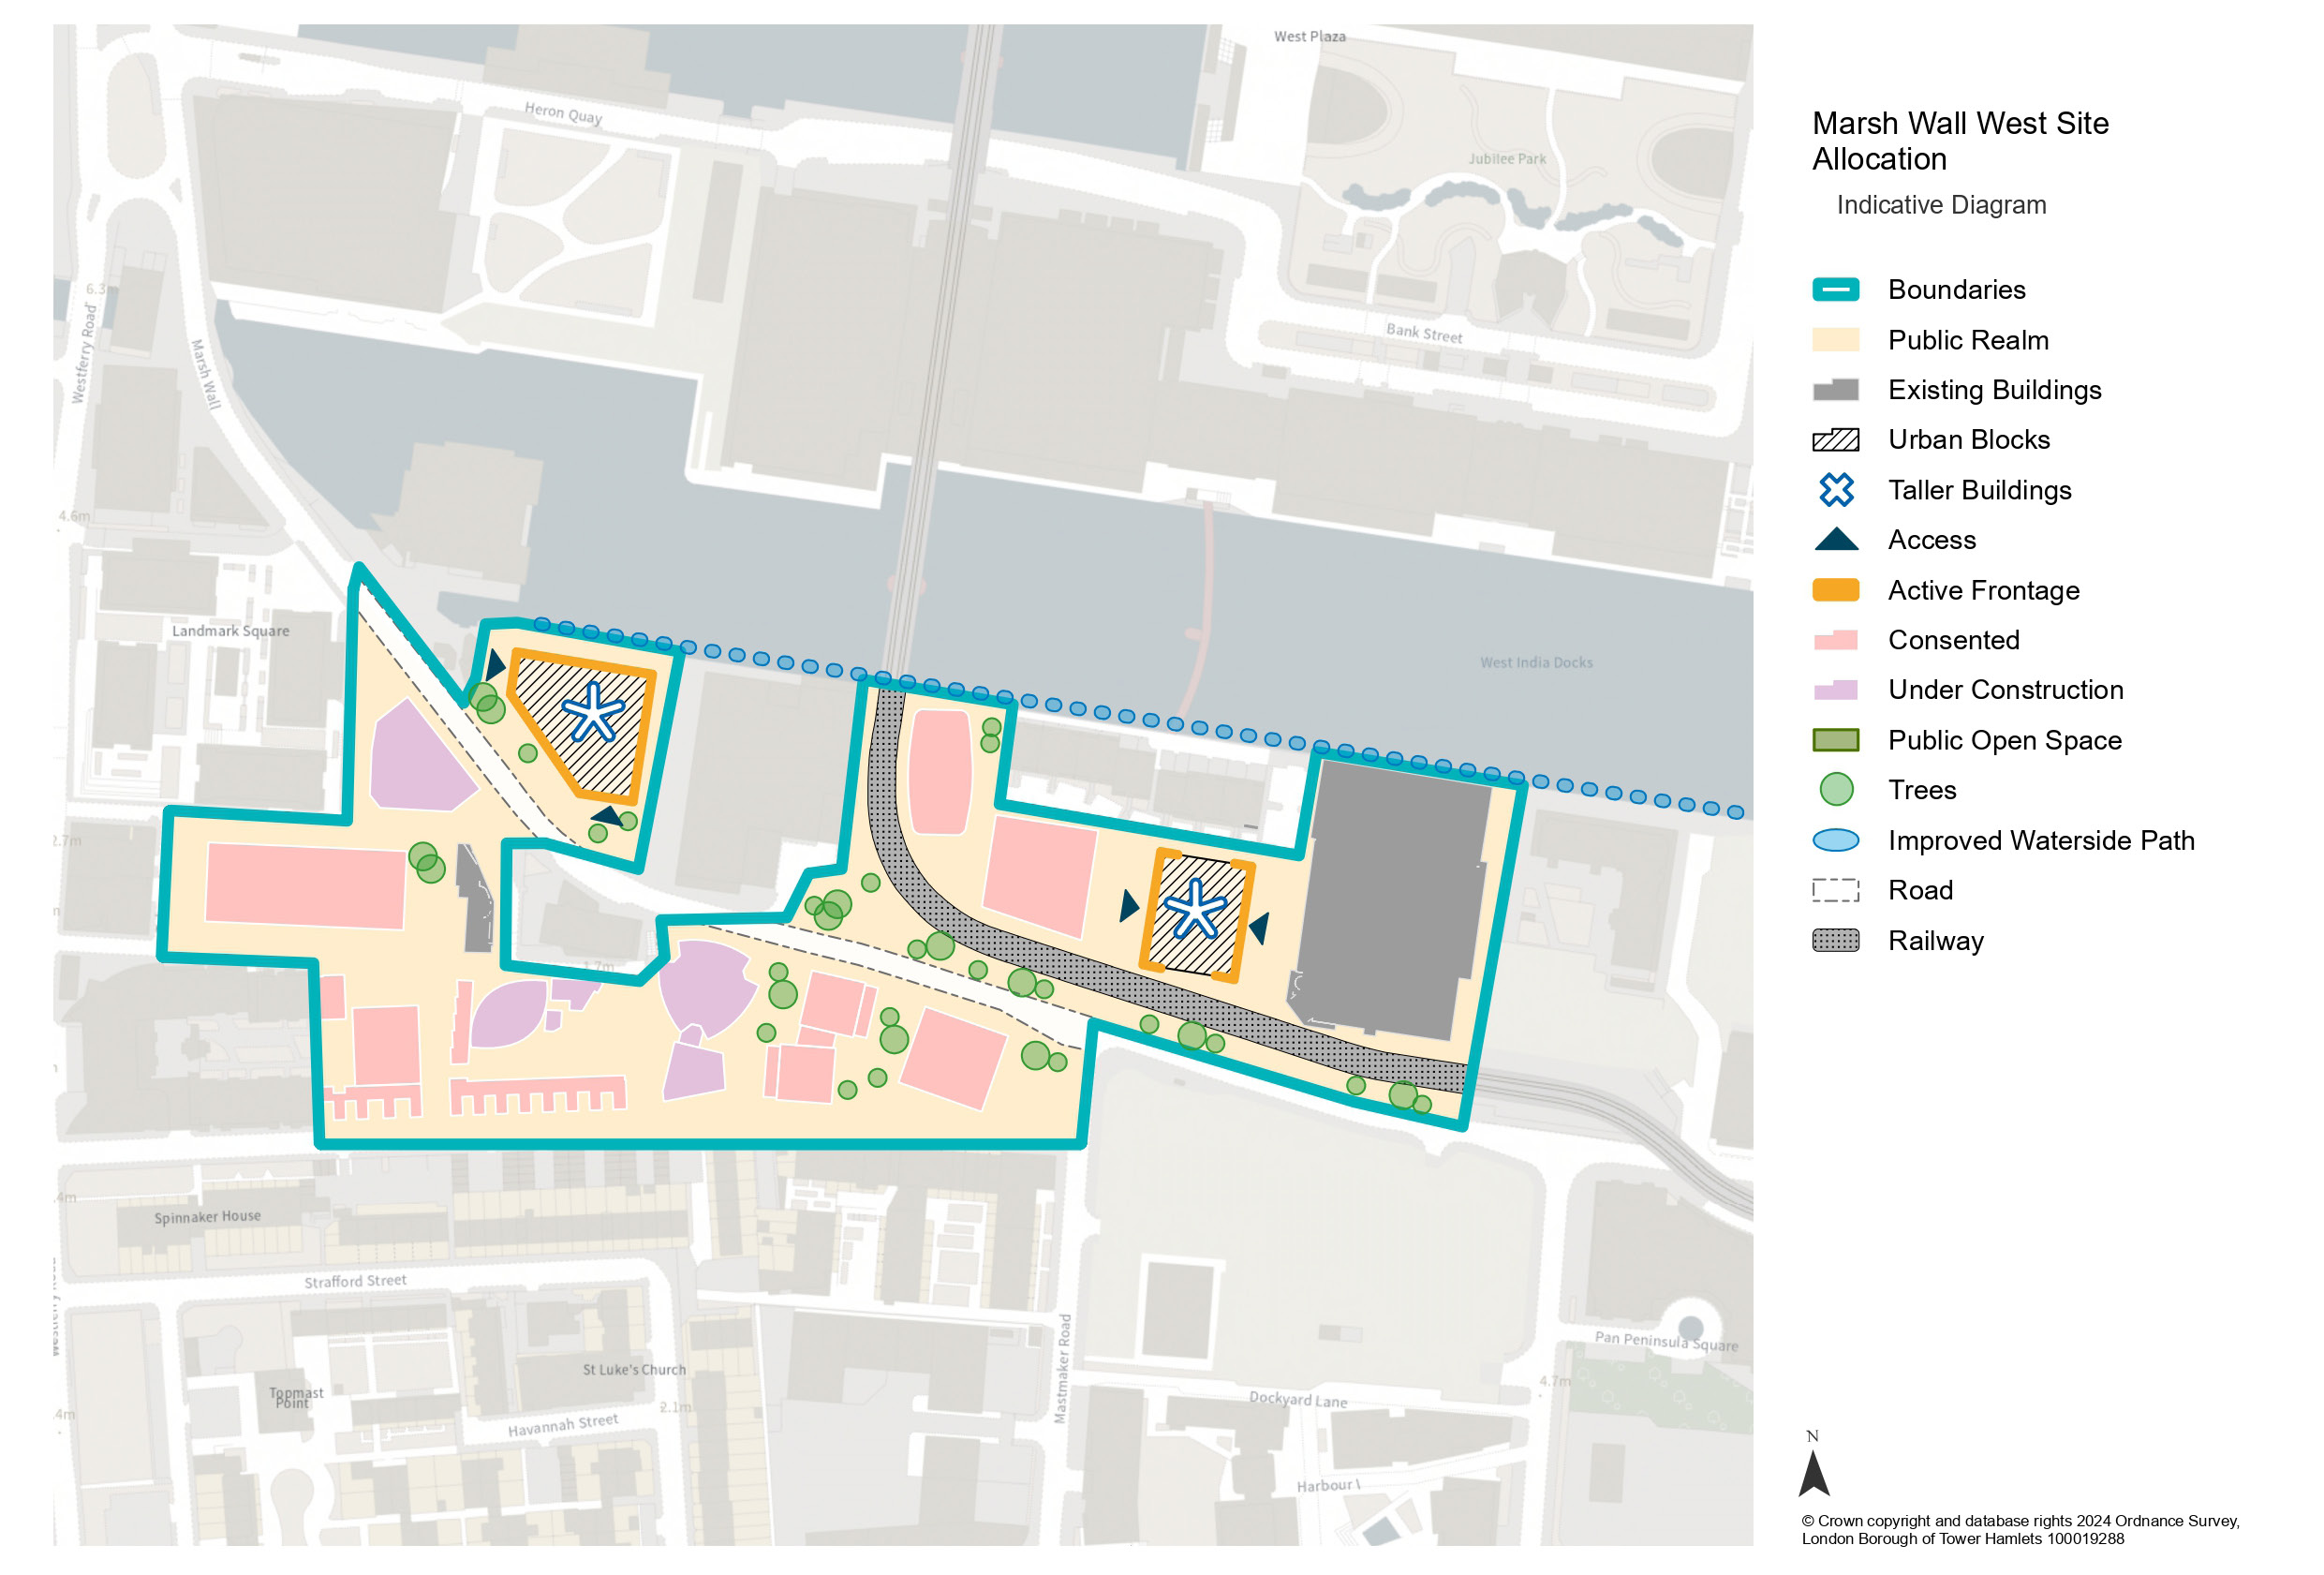 West Plaza
Heron Quay
Jubilee Park
Westferry Road
6.3
Marsh Wall
Bank Street
4.6m
Landmark Square
West India Docks
2.7m
1.7m
.4m
Spinnaker House
Strafford Street
St Luke's Church
Topmast
Point
Havannah Street
2.1m
.4m
Mastmaker Road
Pan Peninsula Square
4.7m
Dockyard Lane
Harbour
Marsh Wall West Site
Allocation
Indicative Diagram
Boundaries
Public Realm
Existing Buildings
Urban Blocks
Taller Buildings
Access
Active Frontage
Consented
Under Construction
Public Open Space
Trees
Improved Waterside Path
Road
Railway
N
© Crown copyright and database rights 2024 Ordnance Survey,
London Borough of Tower Hamlets 100019288